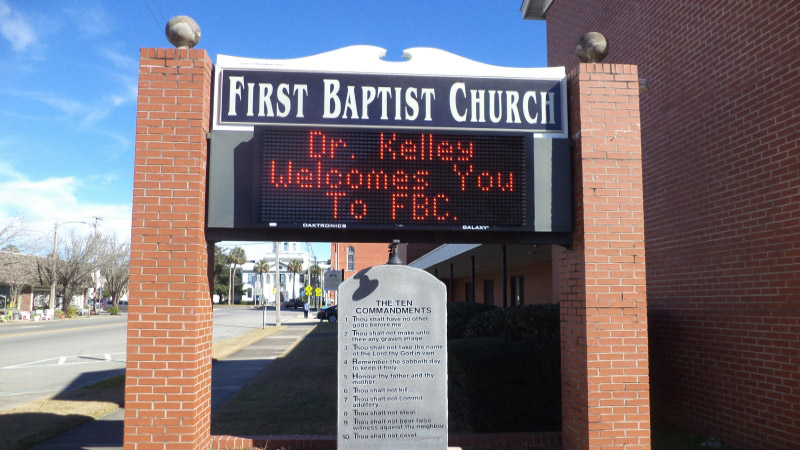 First Baptist Church
Dr. Kelley
Welcomes You
To FBC.
DAKTRONICS GALAXY
THE TEN
COMMANDMENTS
1. Thou shalt have no other
gods before me.
2 Thou shalt not make unto
thee any graven image.
3. Thou shalt not take the name
of the Lord thy God in vain
4 Remember the sabbath day,
to keep it holy.
5 Honour thy father and thy
mother.
6 Thou shalt not kill
7 Thou shalt not commit
adultery.
8 Thou shalt not steal
9 Thou shalt not bear false
witness against thy neighbor.
10 Thou shalt not covet